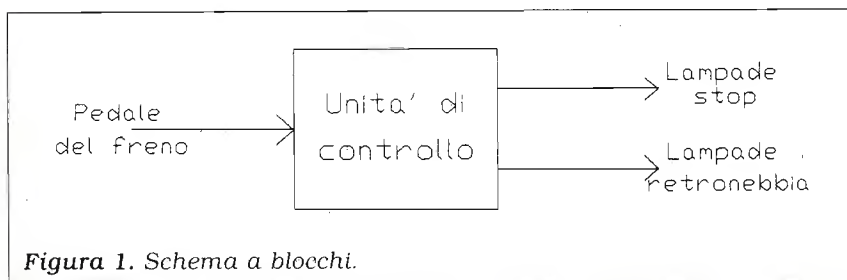 Pedale
del freno
Unita' di
controllo
Lampade
stop
Lampade
retronebbia
Figura 1. Schema a blocchi.